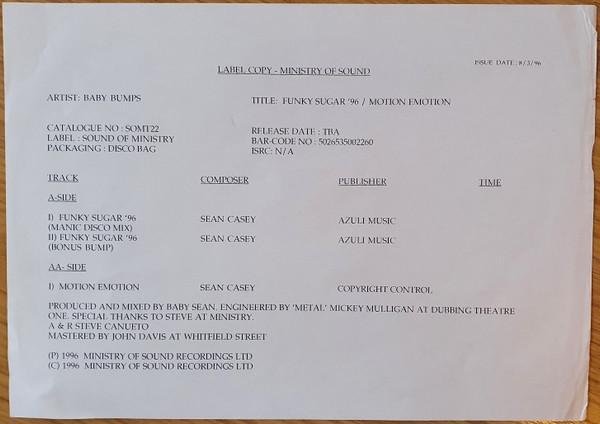 ISSUE DATE: 8/3/96
LABEL COPY - MINISTRY OF SOUND
ARTIST: BABY BUMPS
TITLE: FUNKY SUGAR '96 / MOTION EMOTION
CATALOGUE NO : SOMT22
LABEL : SOUND OF MINISTRY
PACKAGING : DISCO BAG
RELEASE DATE : TBA
BAR-CODE NO : 5026535002260
ISRC: N/A
TRACK COMPOSER PUBLISHER TIME
A-SIDE
I) FUNKY SUGAR '96 SEAN CASEY AZULI MUSIC
(MANIC DISCO MIX)
II) FUNKY SUGAR '96 SEAN CASEY AZULI MUSIC
(BONUS BUMP)
AA- SIDE
I) MOTION EMOTION SEAN CASEY COPYRIGHT CONTROL
PRODUCED AND MIXED BY BABY SEAN. ENGINEERED BY 'METAL' MICKEY MULLIGAN AT DUBBING THEATRE
ONE. SPECIAL THANKS TO STEVE AT MINISTRY.
A & R STEVE CANUETO
MASTERED BY JOHN DAVIS AT WHITFIELD STREET
(P) 1996 MINISTRY OF SOUND RECORDINGS LTD
(C) 1996 MINISTRY OF SOUND RECORDINGS LTD